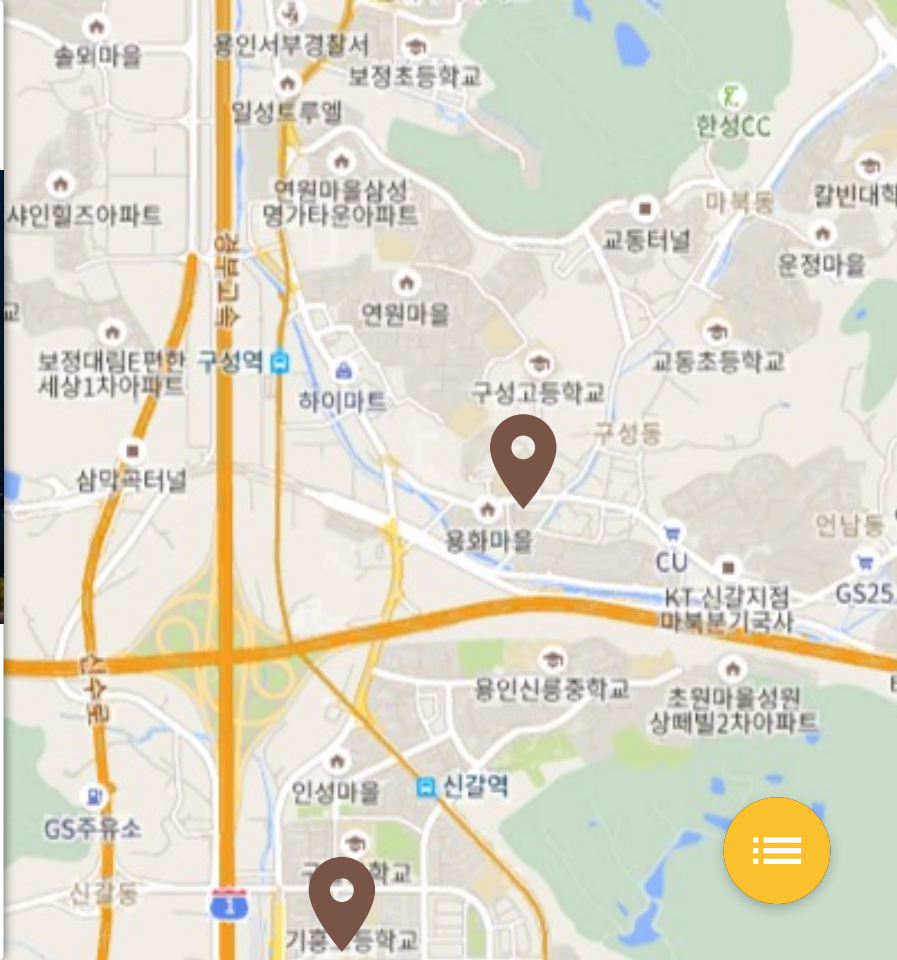 용인서부경찰서
솔뫼마을
보정초등학교
일성트루엘
한성CC
연원마을삼성
명가타운아파트
샤인힐즈아파트
마북동
칼빈대학
교동터널
운정마을
경부고속
연원마을
교
보정대림E편한
세상1차아파트
구성역
교동초등학교
하이마트
구성고등학교
구성동
삼막곡터널
용화마을
언남동
CU
KT 신갈지점
마북분기국사
GS25
신수로
용인신릉중학교
초원마을성원
상떼빌2차아파트
인성마을
신갈역
GS주유소
신갈동
1